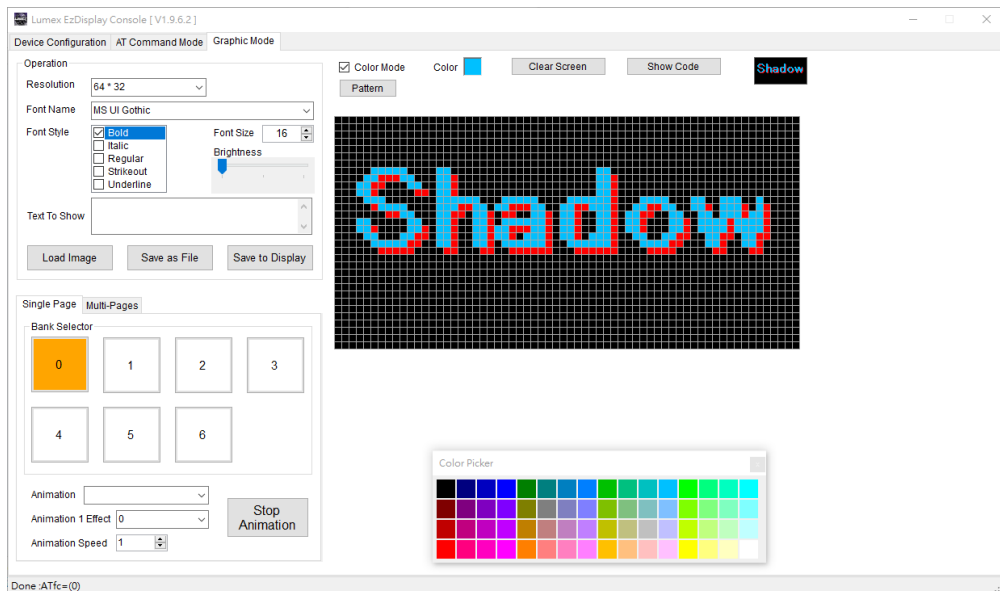 Lumex EzDisplay Console [ V1.9.6.2 ]
Device Configuration AT Command Mode Graphic Mode
Operation
Resolution 64 * 32
Font Name MS UI Gothic
Font Style Bold
Italic
Regular
Strikeout
Underline
Font Size 16
Brightness
Text To Show
Load Image Save as File Save to Display
Color Mode Color Clear Screen Show Code
Pattern
Shadow
Shadow
Single Page Multi-Pages
Bank Selector
0 1 2 3
4 5 6
Animation
Animation 1 Effect 0
Animation Speed 1
Stop
Animation
Color Picker
Done :ATfc=(0)